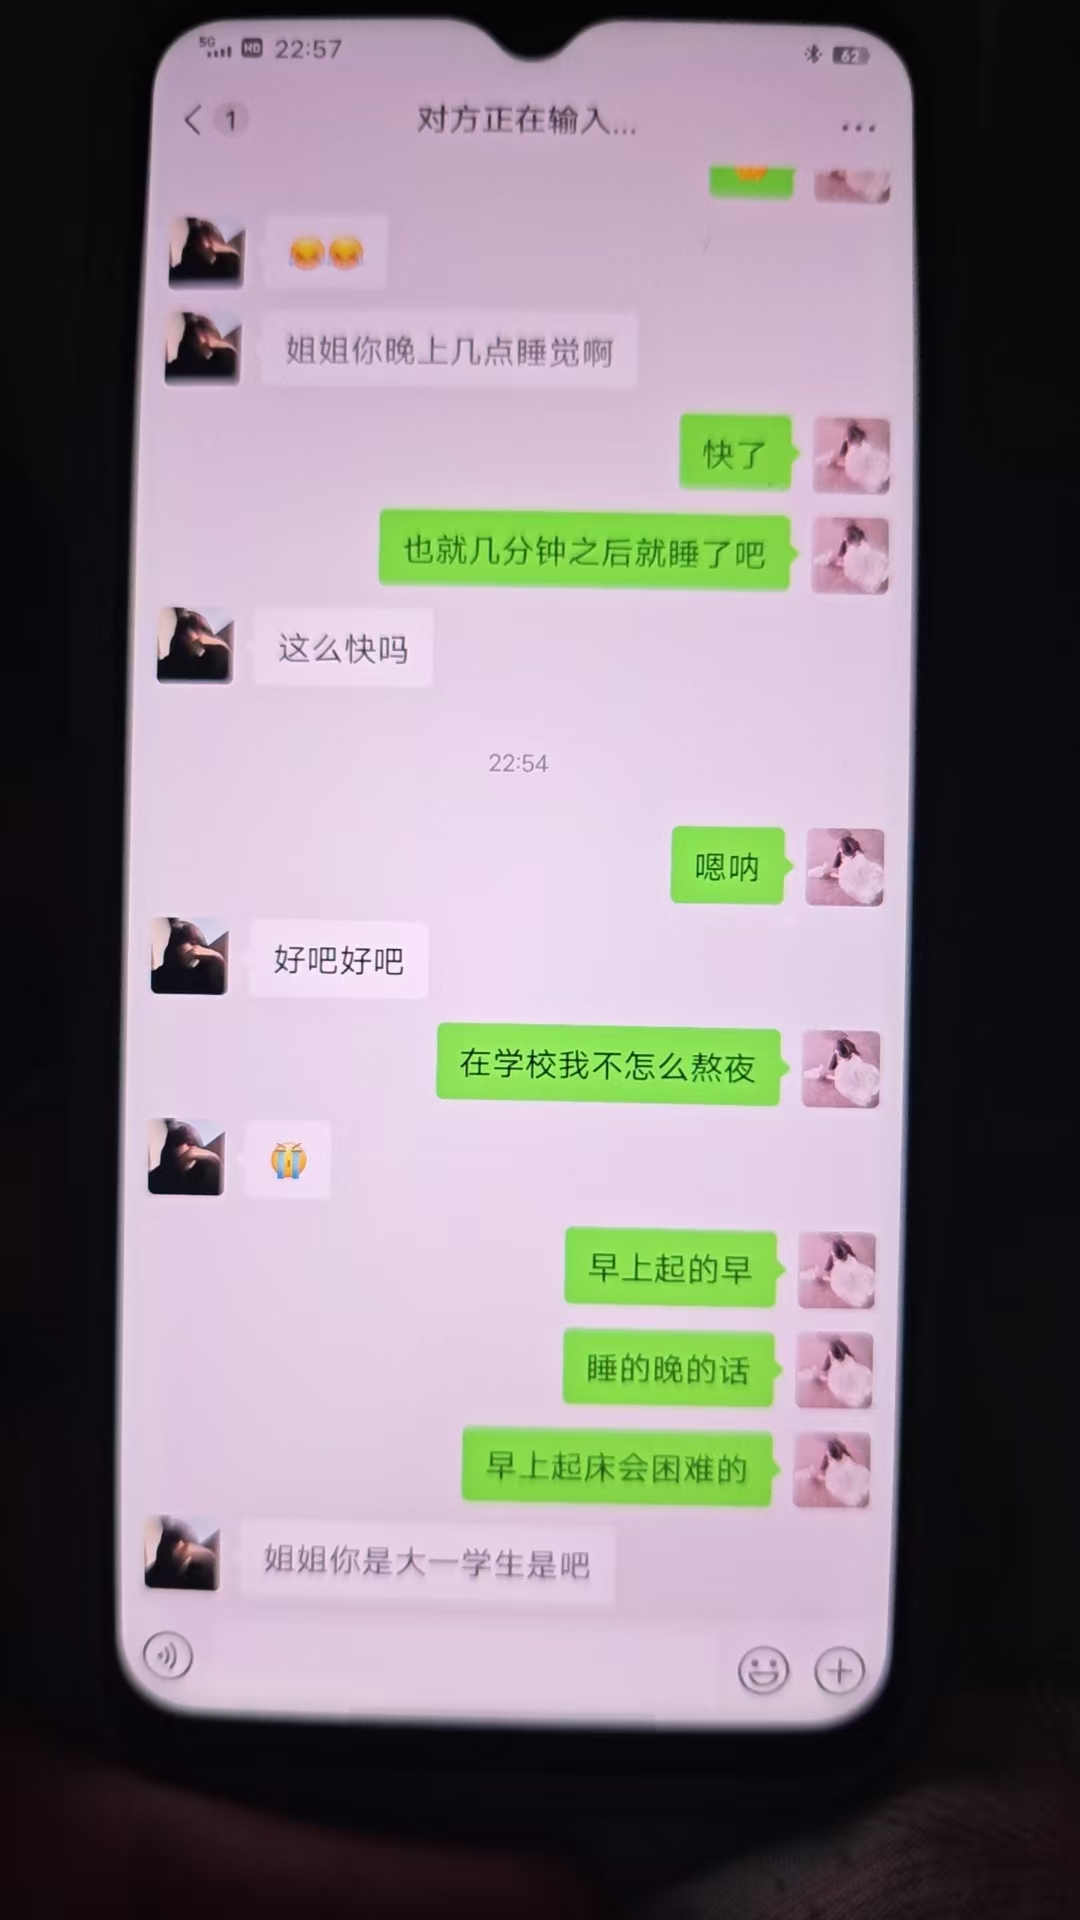 5G HD 22:57 62
1 对方正在输入...
姐姐你晚上几点睡觉啊
快了
也就几分钟之后就睡了吧
这么快吗
22:54
嗯呐
好吧好吧
在学校我不怎么熬夜
早上起的早
睡的晚的话
早上起床会困难的
姐姐你是大一学生是吧